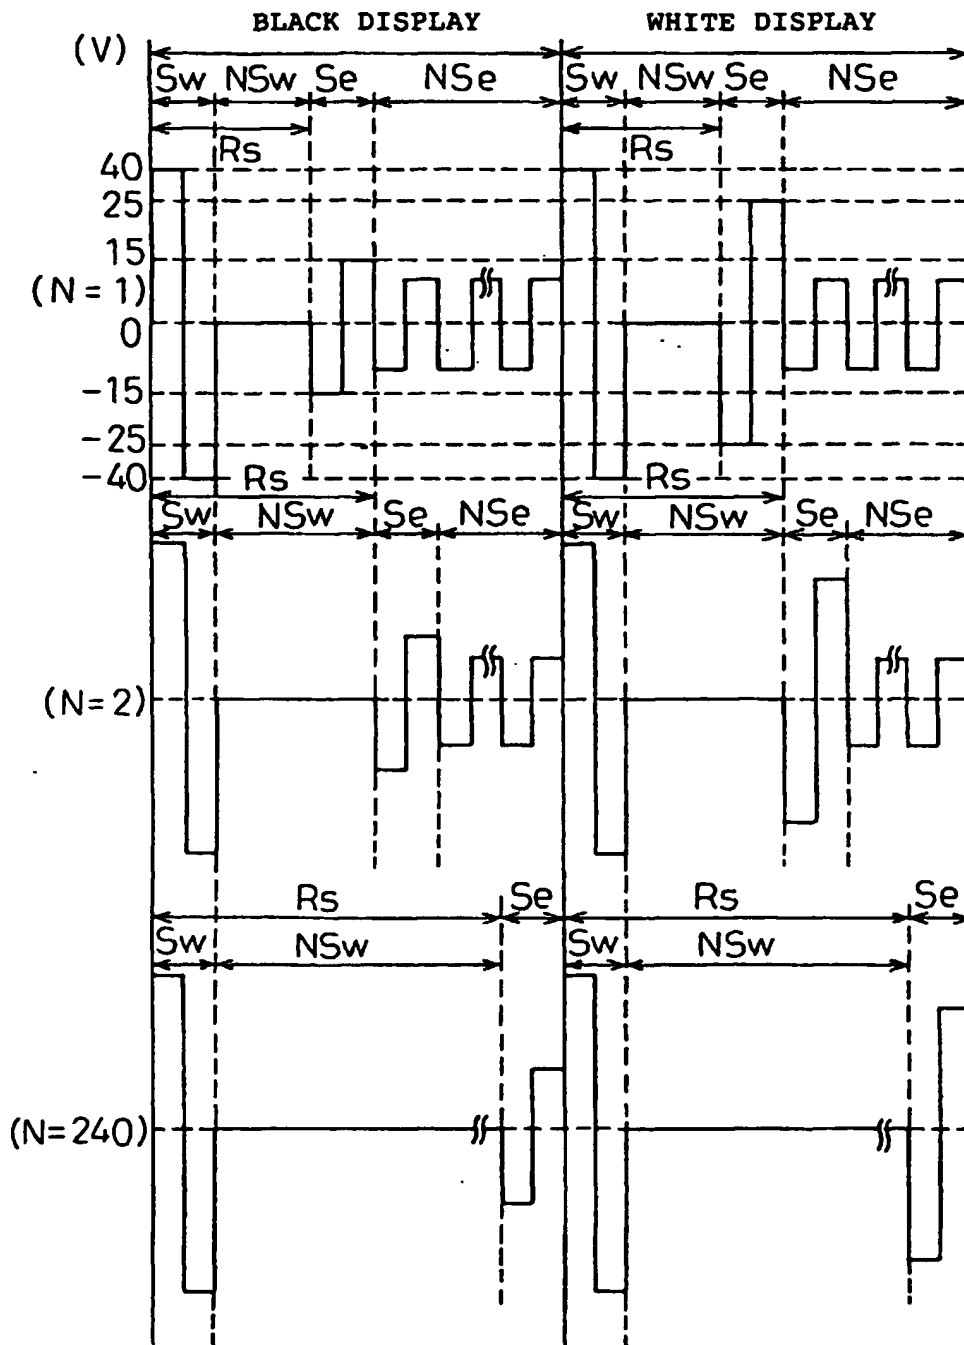 BLACK DISPLAY WHITE DISPLAY
(V)
Sw NSw Se NSe Sw NSw Se NSe
Rs Rs
40
25
15
(N=1)
0
-15
-25
-40
Rs Rs
Sw NSw Se NSe Sw NSw Se NSe
(N=2)
Rs Se Rs Se
Sw NSw Sw NSw
(N=240)